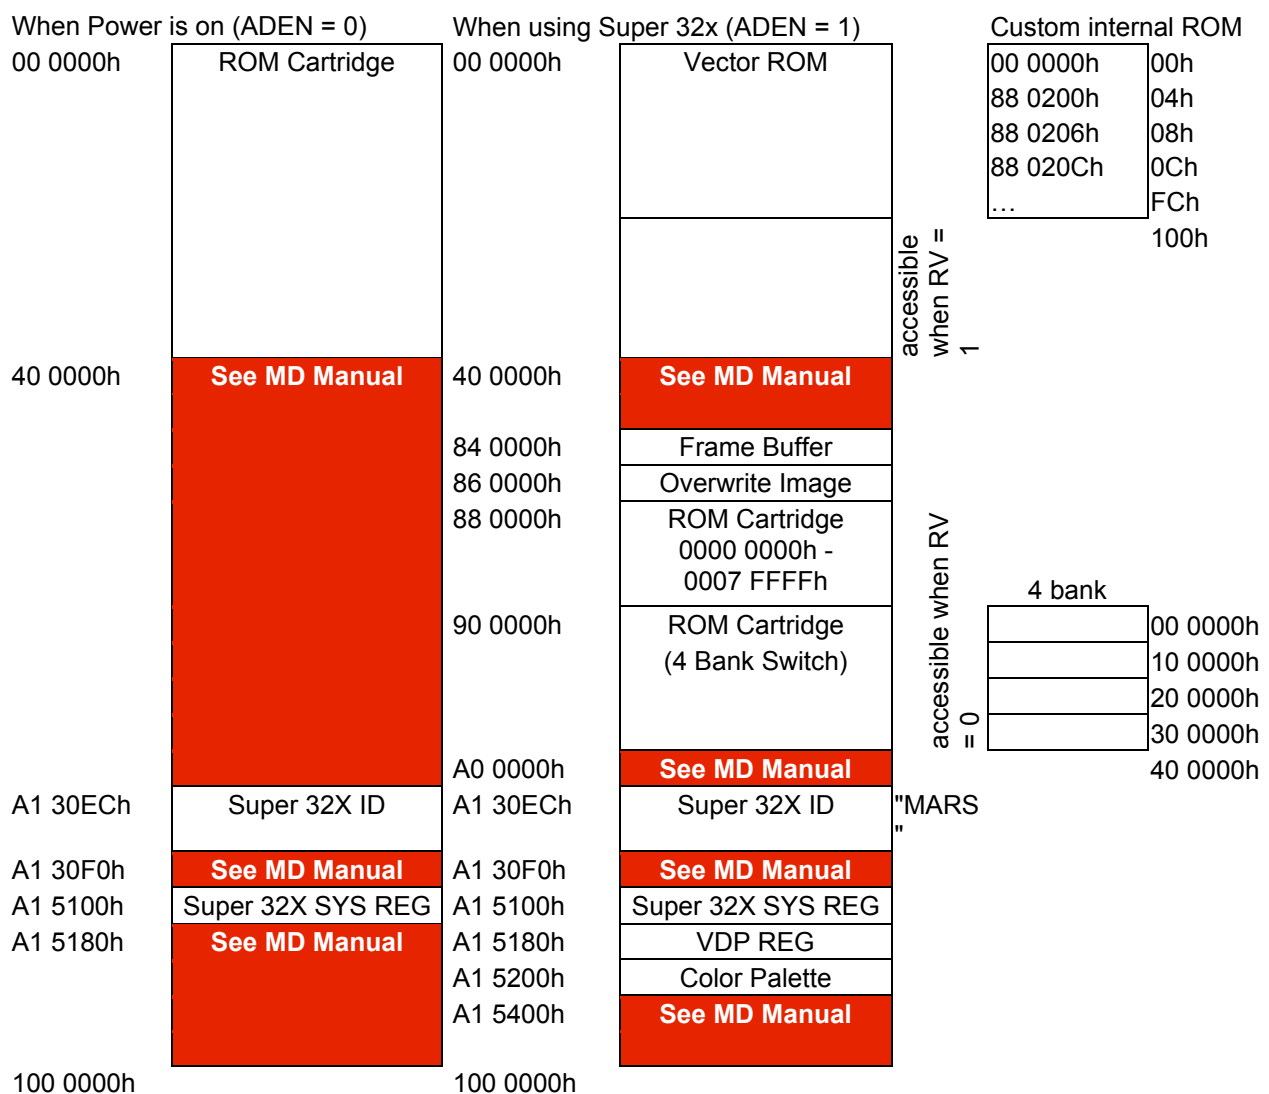 When Power is on (ADEN = 0)
When using Super 32x (ADEN = 1)
Custom internal ROM
00 0000h
ROM Cartridge
40 0000h
See MD Manual
A1 30ECh
Super 32X ID
A1 30F0h
See MD Manual
A1 5100h
Super 32X SYS REG
A1 5180h
See MD Manual
100 0000h
00 0000h
Vector ROM
accessible
when RV =
1
40 0000h
See MD Manual
84 0000h
Frame Buffer
86 0000h
Overwrite Image
88 0000h
ROM Cartridge
0000 0000h -
0007 FFFFh
90 0000h
ROM Cartridge
(4 Bank Switch)
accessible when RV
= 0
A0 0000h
See MD Manual
A1 30ECh
Super 32X ID
"MARS
"
A1 30F0h
See MD Manual
A1 5100h
Super 32X SYS REG
A1 5180h
VDP REG
A1 5200h
Color Palette
A1 5400h
See MD Manual
100 0000h
00 0000h 00h
88 0200h 04h
88 0206h 08h
88 020Ch 0Ch
... FCh
100h
4 bank
00 0000h
10 0000h
20 0000h
30 0000h
40 0000h